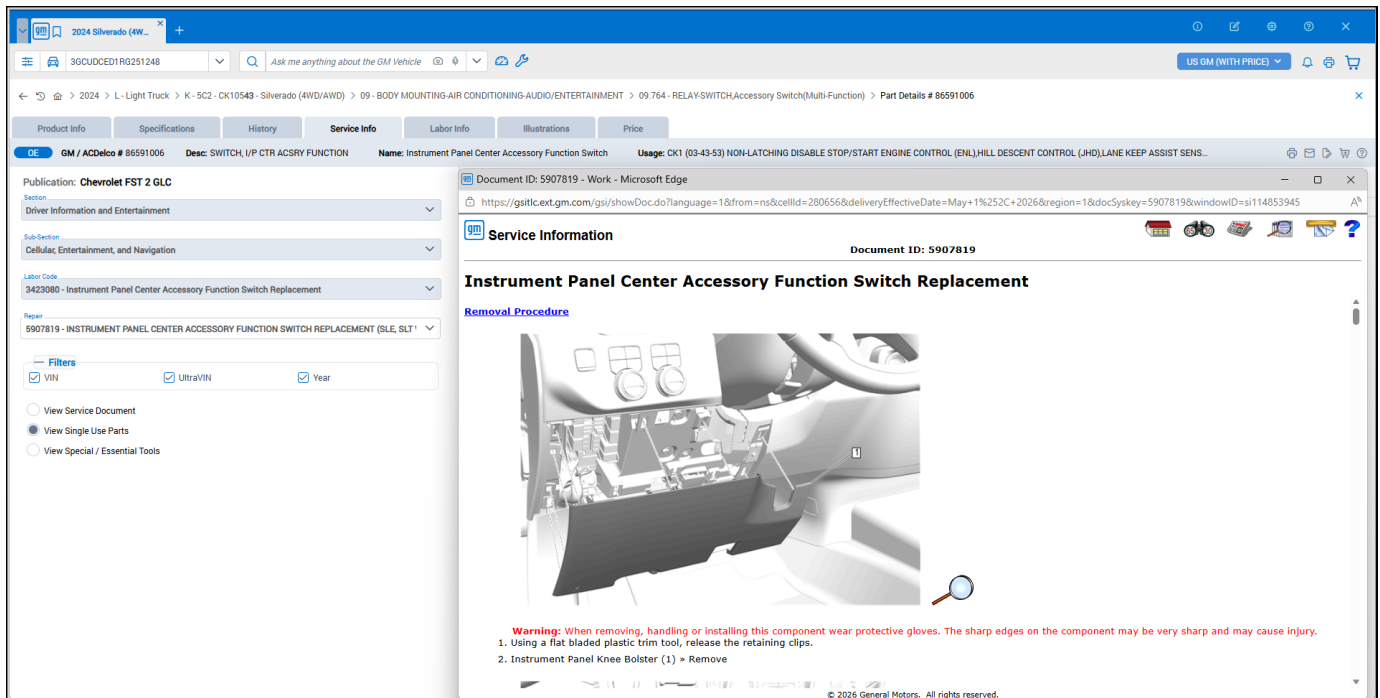 gm 2024 Silverado (4W... × +
3GCUDCED1RG251248 Ask me anything about the GM Vehicle US GM (WITH PRICE)
2024 > L - Light Truck > K - 5C2 - CK10543 - Silverado (4WD/AWD) > 09 - BODY MOUNTING-AIR CONDITIONING-AUDIO/ENTERTAINMENT > 09.764 - RELAY-SWITCH,Accessory Switch(Multi-Function) > Part Details # 86591006
Product Info Specifications History Service Info Labor Info Illustrations Price
OE GM / ACDelco # 86591006 Desc: SWITCH, I/P CTR ACSRY FUNCTION Name: Instrument Panel Center Accessory Function Switch Usage: CK1 (03-43-53) NON-LATCHING DISABLE STOP/START ENGINE CONTROL (ENL),HILL DESCENT CONTROL (JHD),LANE KEEP ASSIST SENS...
Publication: Chevrolet FST 2 GLC
Section
Driver Information and Entertainment
Sub-Section
Cellular, Entertainment, and Navigation
Labor Code
3423080 - Instrument Panel Center Accessory Function Switch Replacement
Repair
5907819 - INSTRUMENT PANEL CENTER ACCESSORY FUNCTION SWITCH REPLACEMENT (SLE, SLT
Filters
VIN UltraVIN Year
View Service Document
View Single Use Parts
View Special / Essential Tools
gm Document ID: 5907819 - Work - Microsoft Edge
https://gsitlc.ext.gm.com/gsi/showDoc.do?language=1&from=ns&cellId=280656&deliveryEffectiveDate=May+1%252C+2026&region=1&docSyskey=5907819&windowID=si114853945
gm Service Information
Document ID: 5907819
Instrument Panel Center Accessory Function Switch Replacement
Removal Procedure
1
Warning: When removing, handling or installing this component wear protective gloves. The sharp edges on the component may be very sharp and may cause injury.
1. Using a flat bladed plastic trim tool, release the retaining clips.
2. Instrument Panel Knee Bolster (1) » Remove
© 2026 General Motors. All rights reserved.